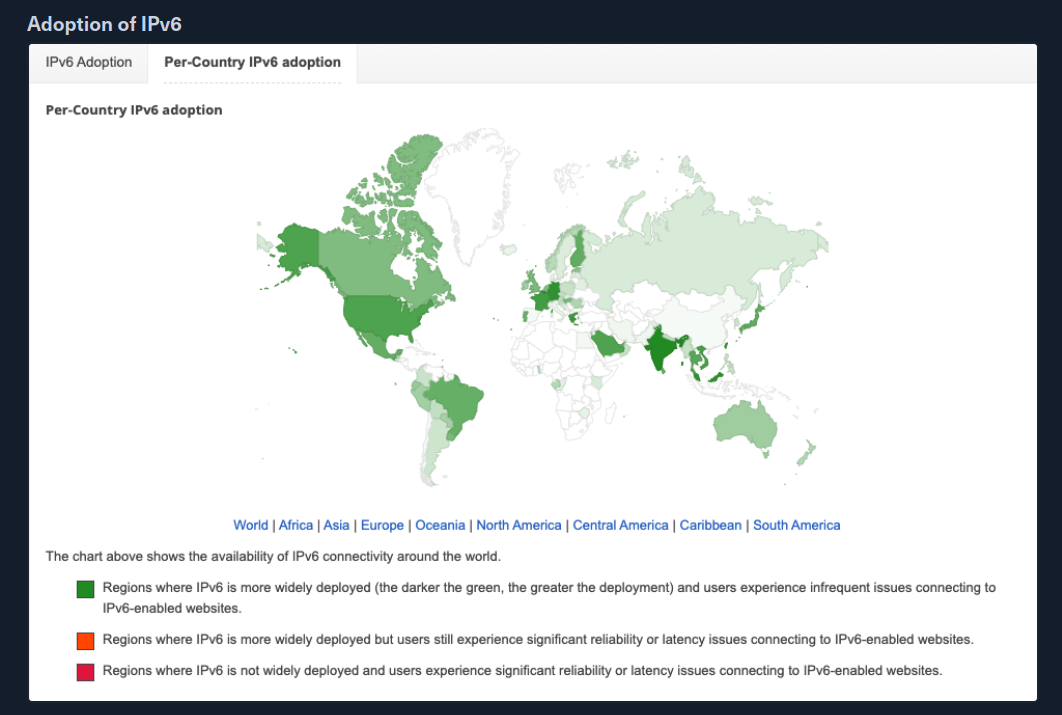 Adoption of IPv6
IPv6 Adoption
Per-Country IPv6 adoption
Per-Country IPv6 adoption
World | Africa | Asia | Europe | Oceania | North America | Central America | Caribbean | South America
The chart above shows the availability of IPv6 connectivity around the world.
Regions where IPv6 is more widely deployed (the darker the green, the greater the deployment) and users experience infrequent issues connecting to
IPv6-enabled websites.
Regions where IPv6 is more widely deployed but users still experience significant reliability or latency issues connecting to IPv6-enabled websites.
Regions where IPv6 is not widely deployed and users experience significant reliability or latency issues connecting to IPv6-enabled websites.